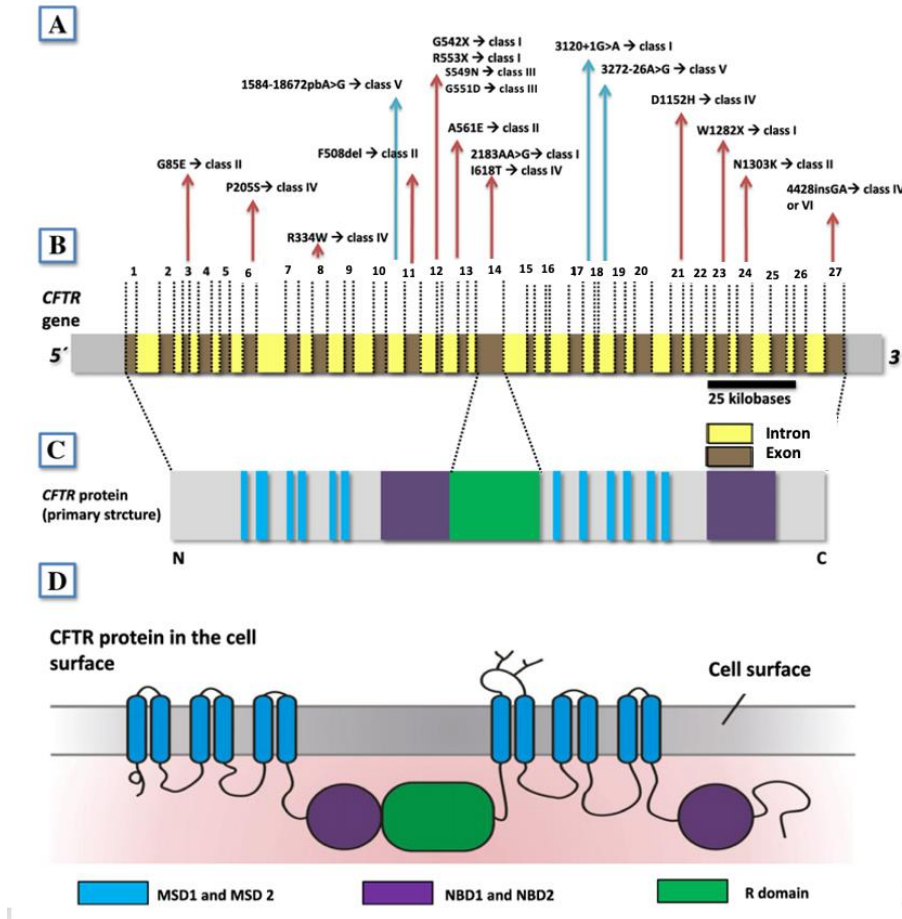 A
G542X → class I
R553X → class I
S549N → class III
G551D → class III
3120+1G>A → class I
3272-26A>G → class V
1584-18672pbA>G → class V
D1152H → class IV
A561E → class II
W1282X → class I
F508del → class II
2183AA>G → class I
I618T → class IV
G85E → class II
N1303K → class II
P205S → class IV
4428insGA → class IV
or VI
R334W → class IV
B
1 2 3 4 5 6 7 8 9 10 11 12 13 14 15 16 17 18 19 20 21 22 23 24 25 26 27
CFTR
gene
5´
3
25 kilobases
Intron
Exon
C
CFTR protein
(primary strcture)
N
C
D
CFTR protein in the cell
surface
Cell surface
MSD1 and MSD 2
NBD1 and NBD2
R domain